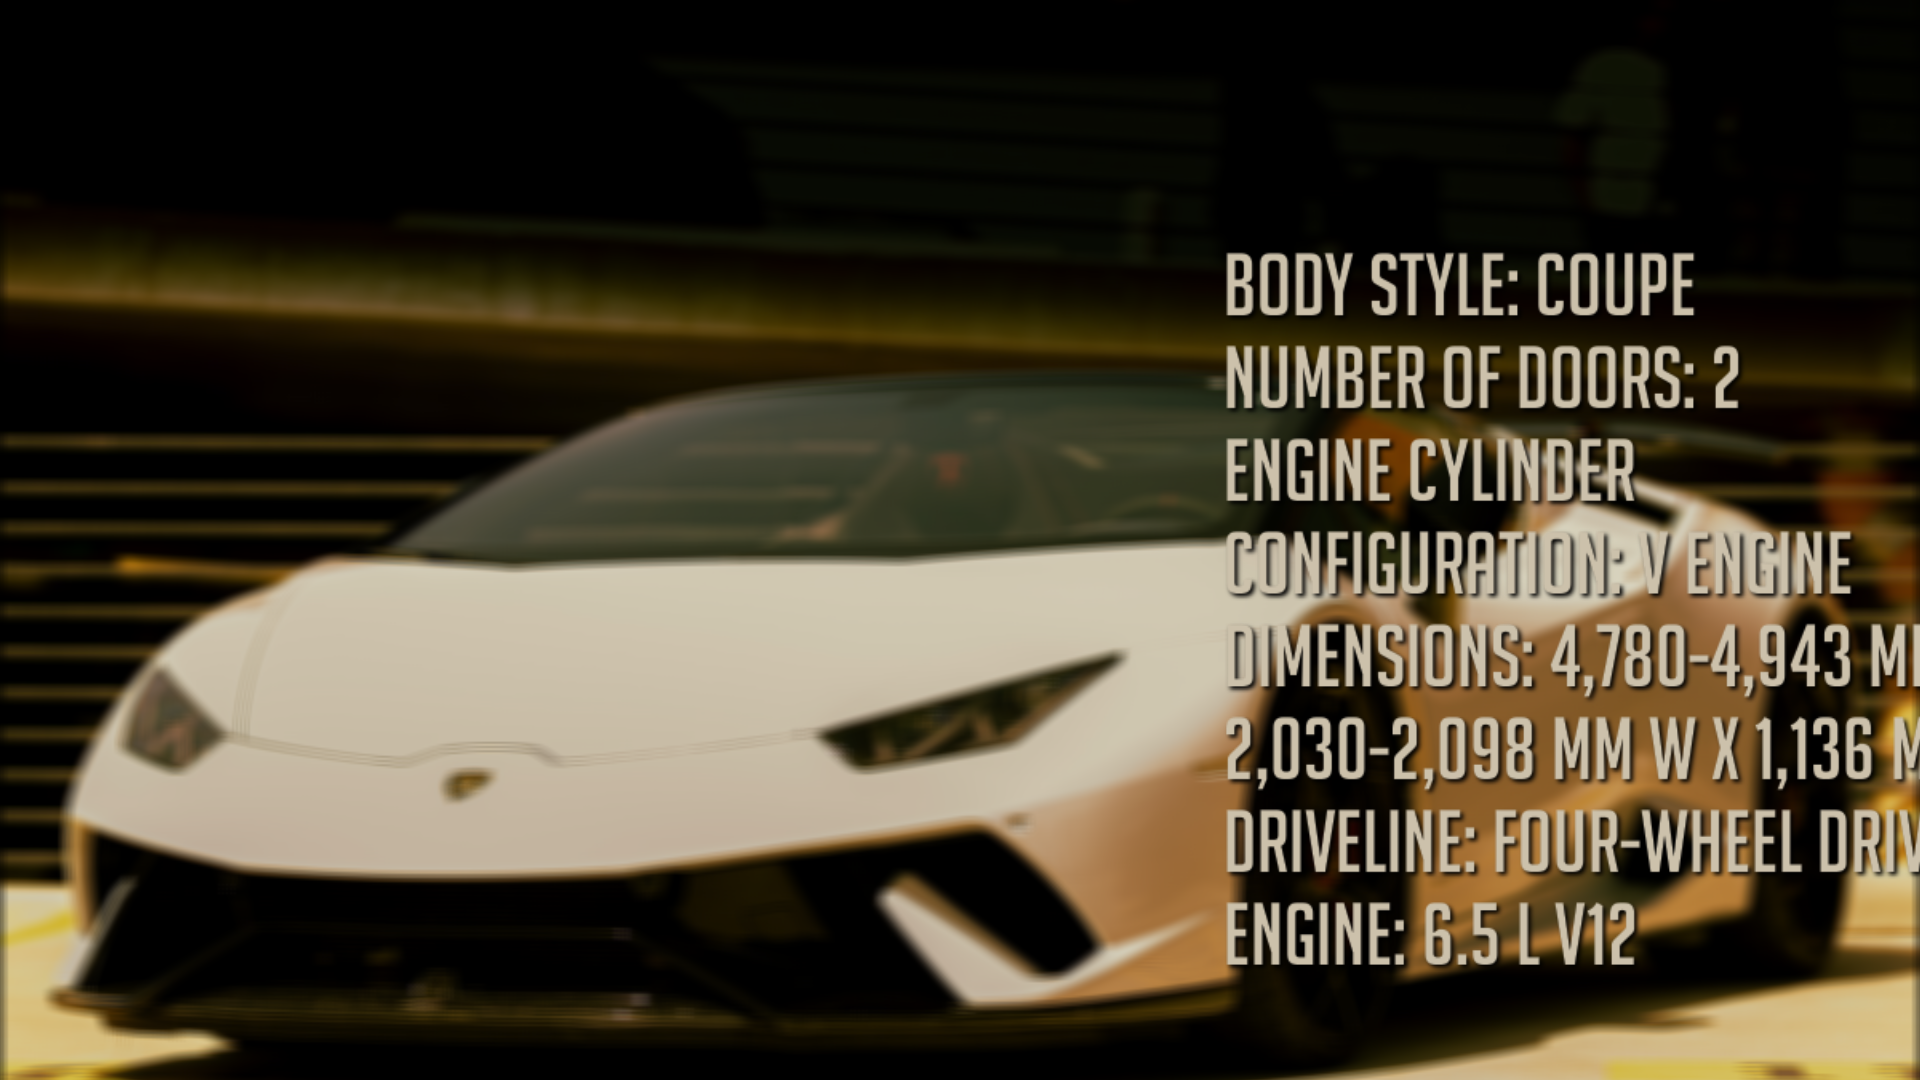 BODY STYLE: COUPE
NUMBER OF DOORS: 2
ENGINE CYLINDER
CONFIGURATION: V ENGINE
DIMENSIONS: 4,780-4,943 M
2,030-2,098 MM W X 1,136 M
DRIVELINE: FOUR-WHEEL DRIV
ENGINE: 6.5 L V12